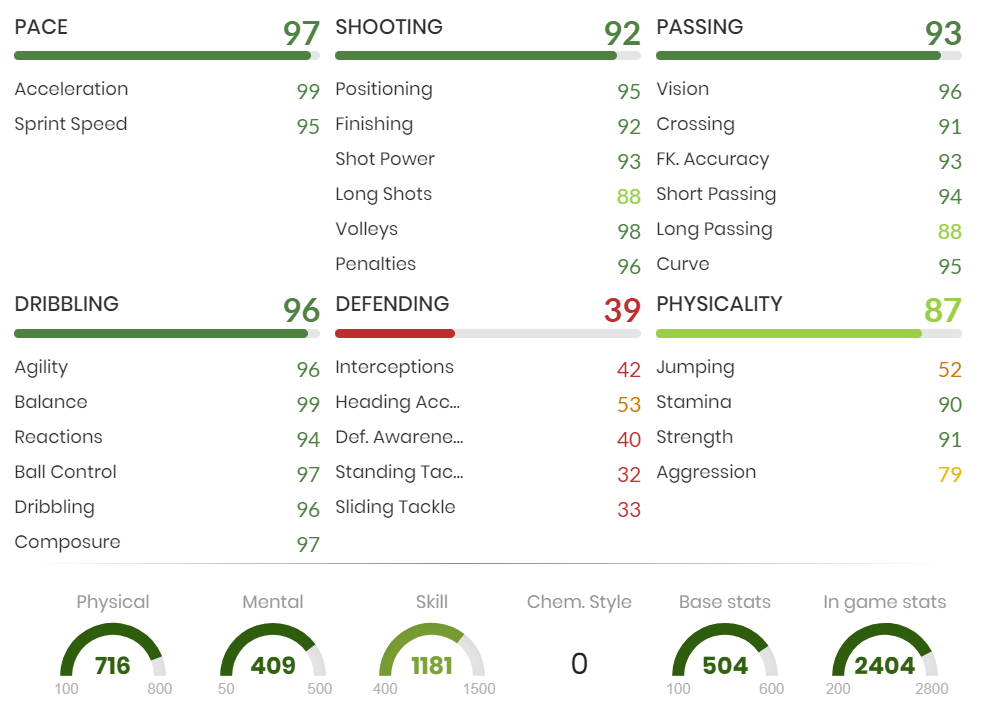 PACE 97
Acceleration 99
Sprint Speed 95
SHOOTING 92
Positioning 95
Finishing 92
Shot Power 93
Long Shots 88
Volleys 98
Penalties 96
PASSING 93
Vision 96
Crossing 91
FK. Accuracy 93
Short Passing 94
Long Passing 88
Curve 95
DRIBBLING 96
Agility 96
Balance 99
Reactions 94
Ball Control 97
Dribbling 96
Composure 97
DEFENDING 39
Interceptions 42
Heading Acc... 53
Def. Awarene... 40
Standing Tac... 32
Sliding Tackle 33
PHYSICALITY 87
Jumping 52
Stamina 90
Strength 91
Aggression 79
Physical
716
100 800
Mental
409
50 500
Skill
1181
400 1500
Chem. Style
0
Base stats
504
100 600
In game stats
2404
200 2800